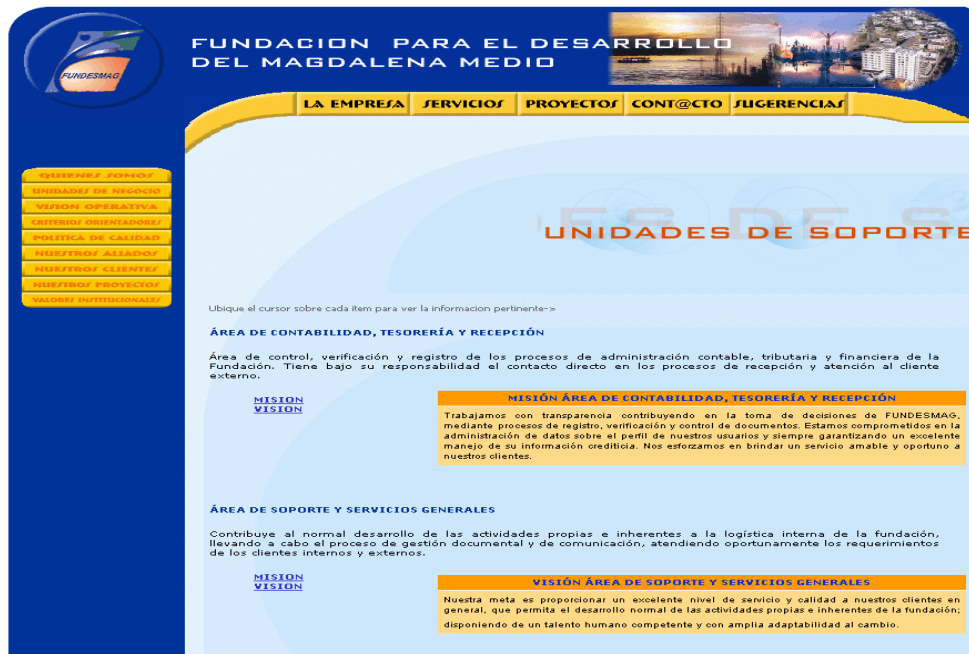 FUNDESMAG
FUNDACION PARA EL DESARROLLO
DEL MAGDALENA MEDIO
LA EMPRESA SERVICIOS PROYECTOS CONT@CTO SUGERENCIAS
QUIENES SOMOS
UNIDADES DE NEGOCIO
VISION OPERATIVA
CRITERIOS ORIENTADORES
POLITICA DE CALIDAD
NUESTROS ALIADOS
NUESTROS CLIENTES
NUESTROS PROYECTOS
VALORES INSTITUCIONALES
ES DE S
UNIDADES DE SOPORTE
Ubique el cursor sobre cada item para ver la informacion pertinente->
ÁREA DE CONTABILIDAD, TESORERÍA Y RECEPCIÓN
Área de control, verificación y registro de los procesos de administración contable, tributaria y financiera de la
Fundación. Tiene bajo su responsabilidad el contacto directo en los procesos de recepción y atención al cliente
externo.
MISION
VISION
MISIÓN ÁREA DE CONTABILIDAD, TESORERÍA Y RECEPCIÓN
Trabajamos con transparencia contribuyendo en la toma de decisiones de FUNDESMAG,
mediante procesos de registro, verificación y control de documentos. Estamos comprometidos en la
administración de datos sobre el perfil de nuestros usuarios y siempre garantizando un excelente
manejo de su información crediticia. Nos esforzamos en brindar un servicio amable y oportuno a
nuestros clientes.
ÁREA DE SOPORTE Y SERVICIOS GENERALES
Contribuye al normal desarrollo de las actividades propias e inherentes a la logística interna de la fundación,
llevando a cabo el proceso de gestión documental y de comunicación, atendiendo oportunamente los requerimientos
de los clientes internos y externos.
MISION
VISION
VISIÓN ÁREA DE SOPORTE Y SERVICIOS GENERALES
Nuestra meta es proporcionar un excelente nivel de servicio y calidad a nuestros clientes en
general, que permita el desarrollo normal de las actividades propias e inherentes de la fundación;
disponiendo de un talento humano competente y con amplia adaptabilidad al cambio.